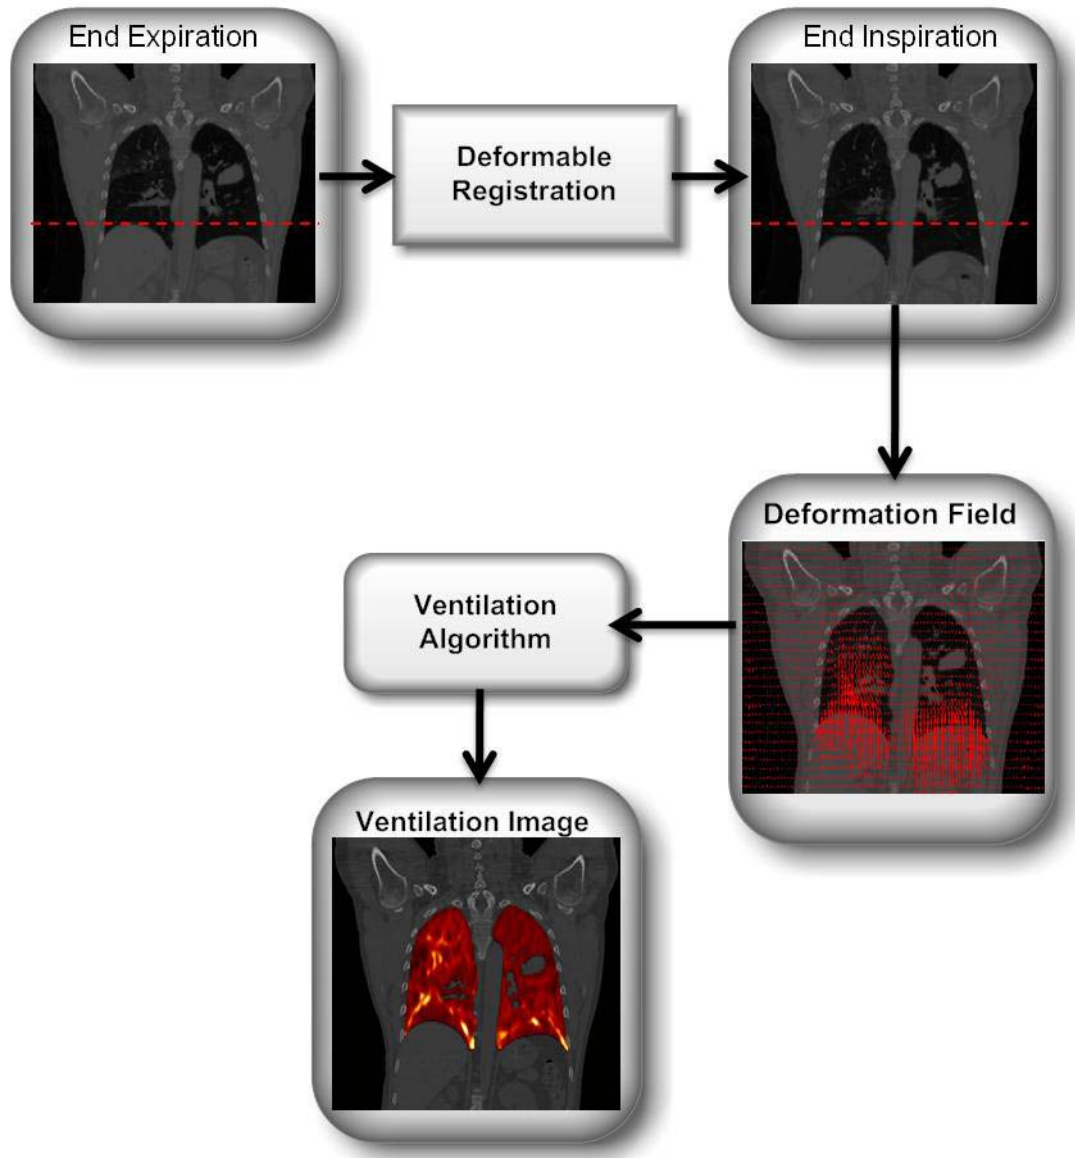 End Expiration
End Inspiration
Deformable
Registration
Deformation Field
Ventilation
Algorithm
Ventilation Image